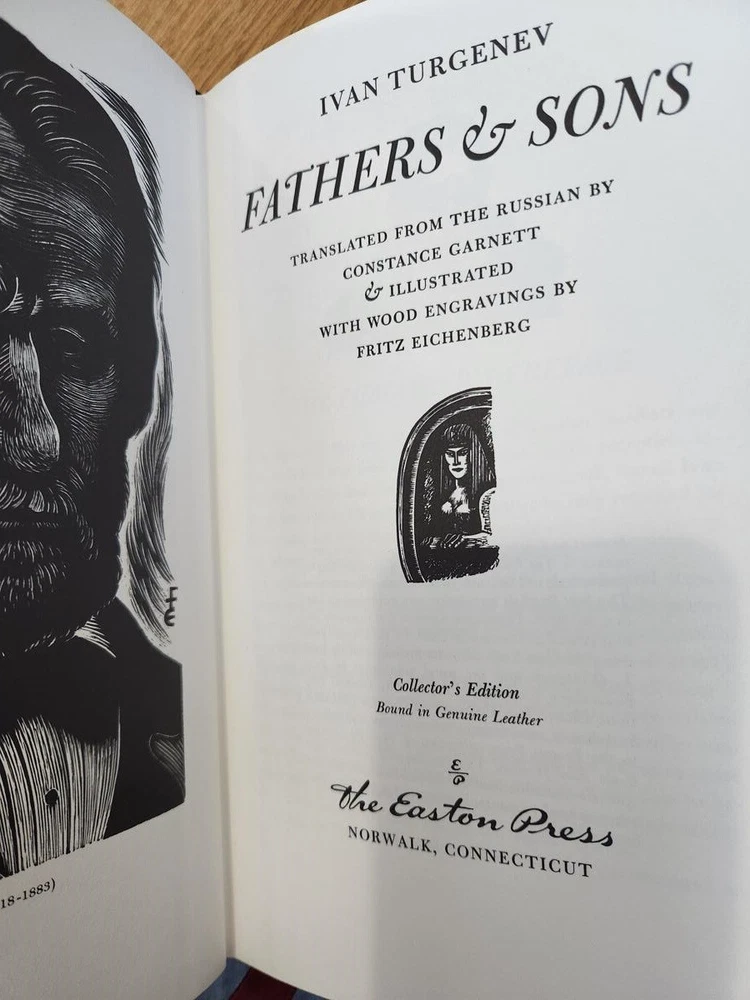 18-1883)
IVAN TURGENEV
FATHERS & SONS
TRANSLATED FROM THE RUSSIAN BY
CONSTANCE GARNETT
& ILLUSTRATED
WITH WOOD ENGRAVINGS BY
FRITZ EICHENBERG
Collector's Edition
Bound in Genuine Leather
E
P
The Easton Press
NORWALK, CONNECTICUT